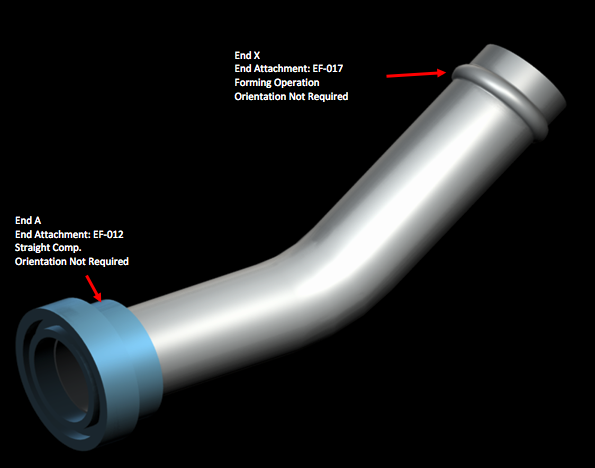 End X
End Attachment: EF-017
Forming Operation
Orientation Not Required
End A
End Attachment: EF-012
Straight Comp.
Orientation Not Required